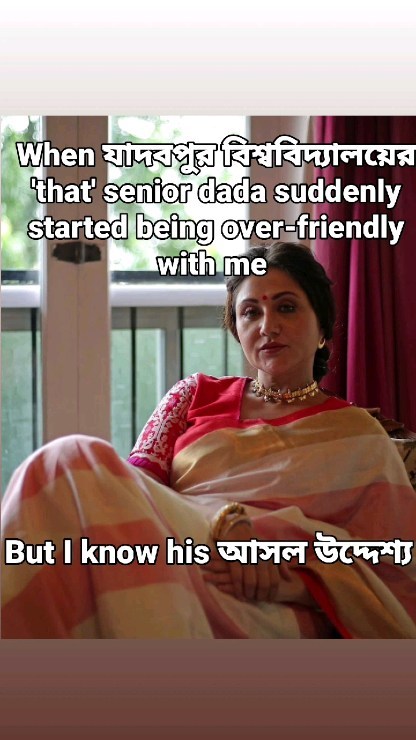 When যাদবপুর বিশ্ববিদ্যালয়ের
'that' senior dada suddenly
started being over-friendly
with me
But I know his আসল উদ্দেশ্য